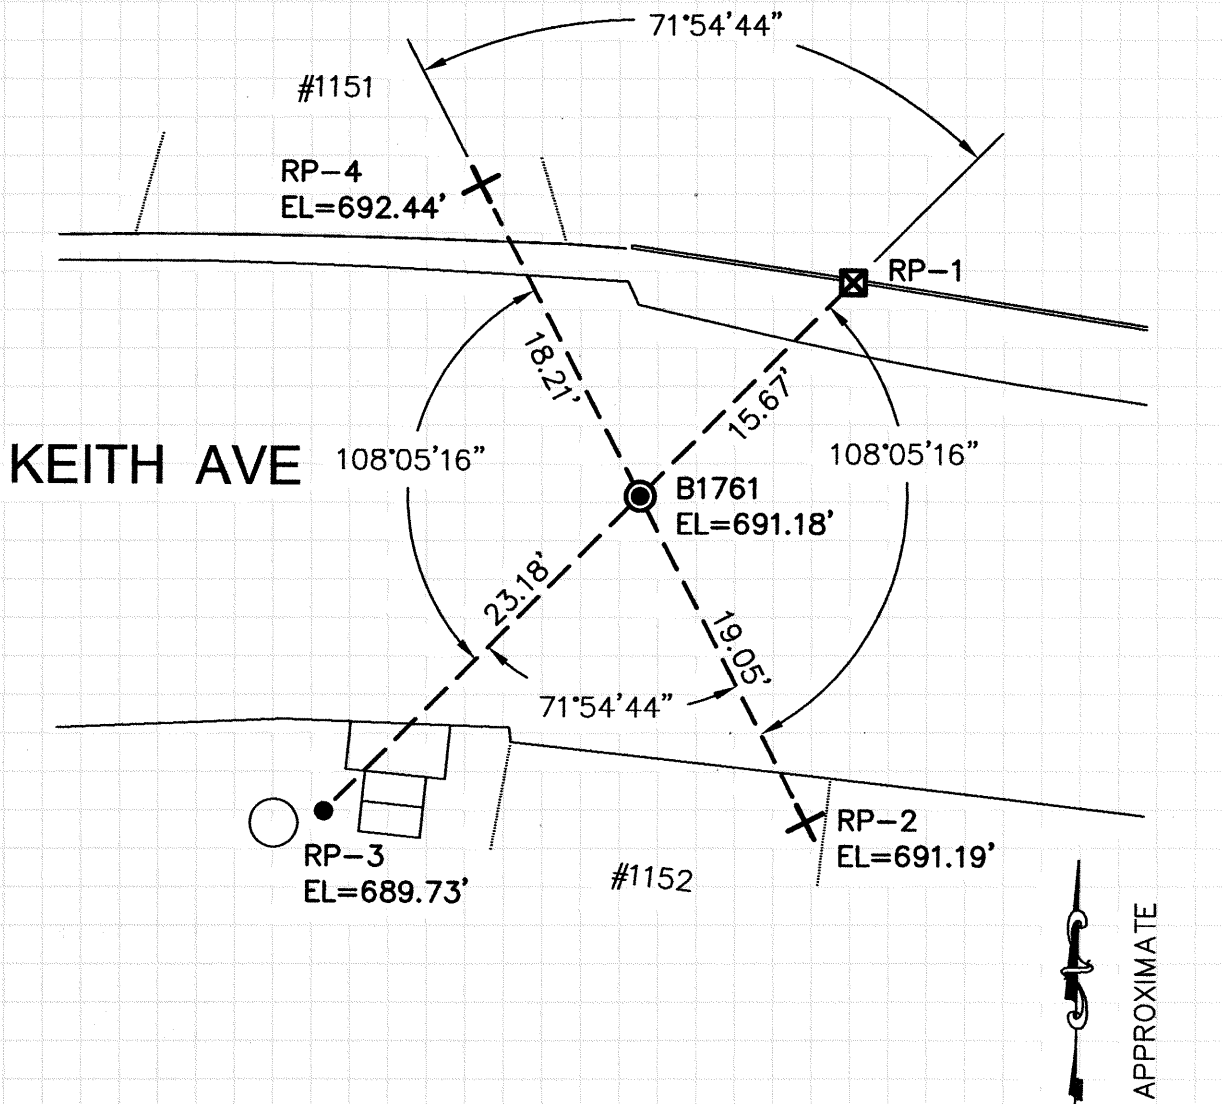 71°54'44"
#1151
RP-4
EL=692.44'
RP-1
18.21'
15.67'
KEITH AVE
108°05'16"
108°05'16"
B1761
EL=691.18'
23.18'
19.05'
71°54'44"
RP-2
EL=691.19'
RP-3
EL=689.73'
#1152
APPROXIMATE